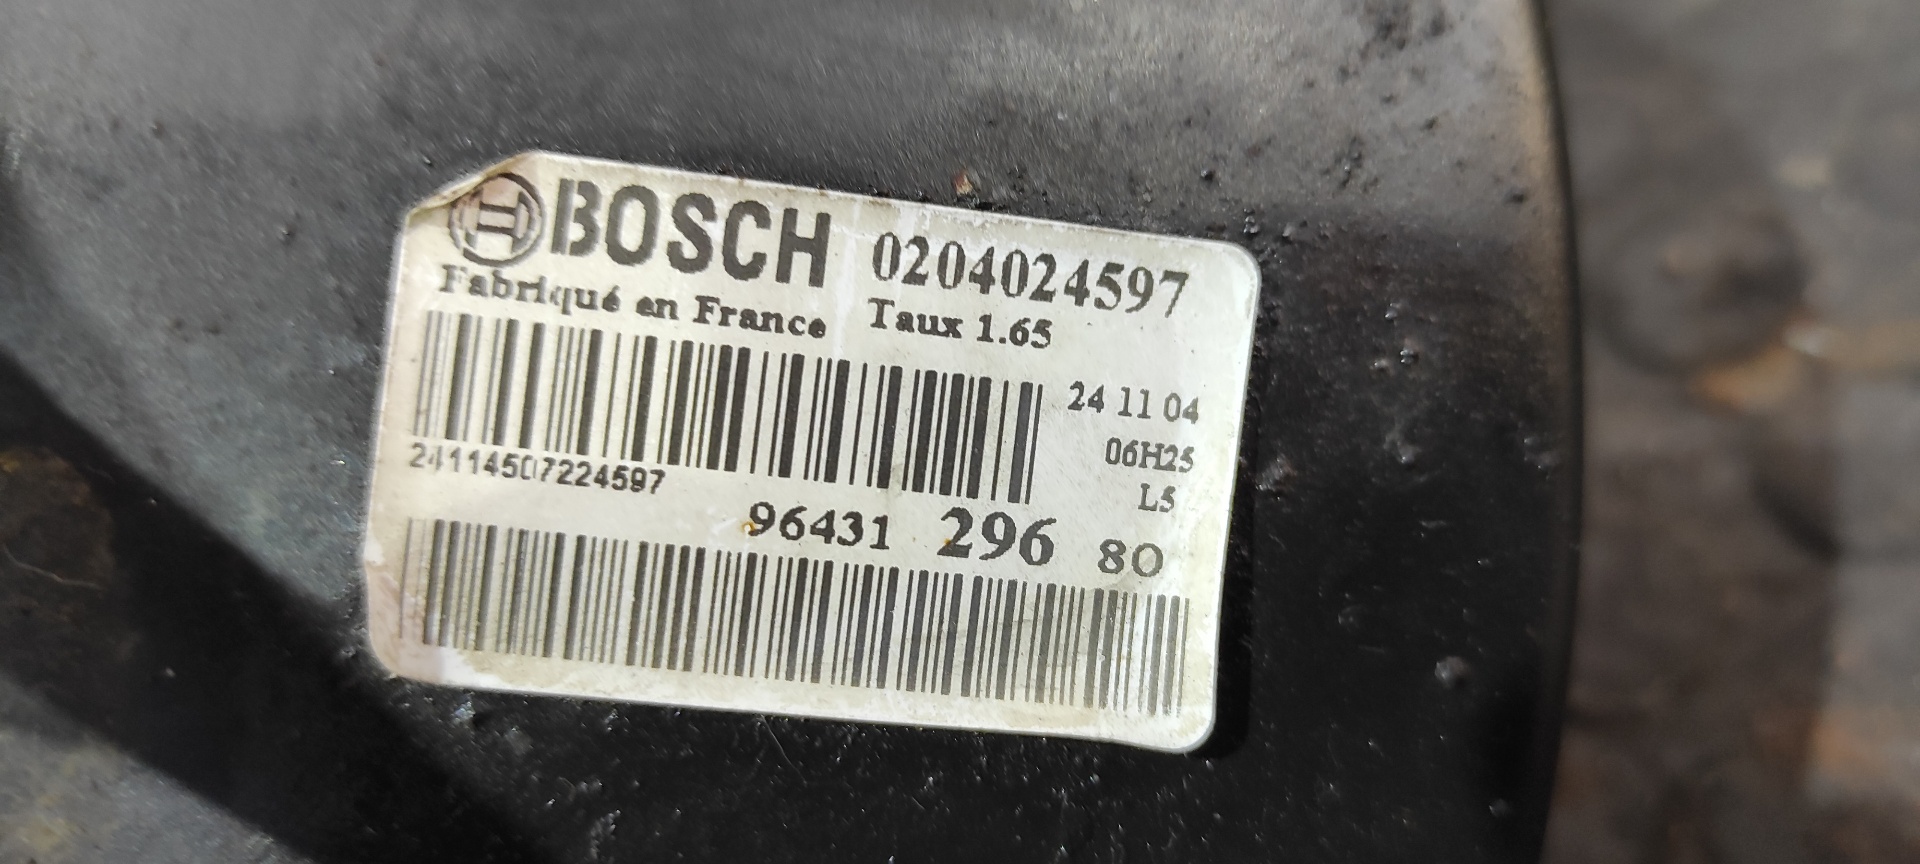 BOSCH 0204024597
Fabriqué en France Taux 1.65
24 11 04
06H25
24114507224597
L5
96431 296 80